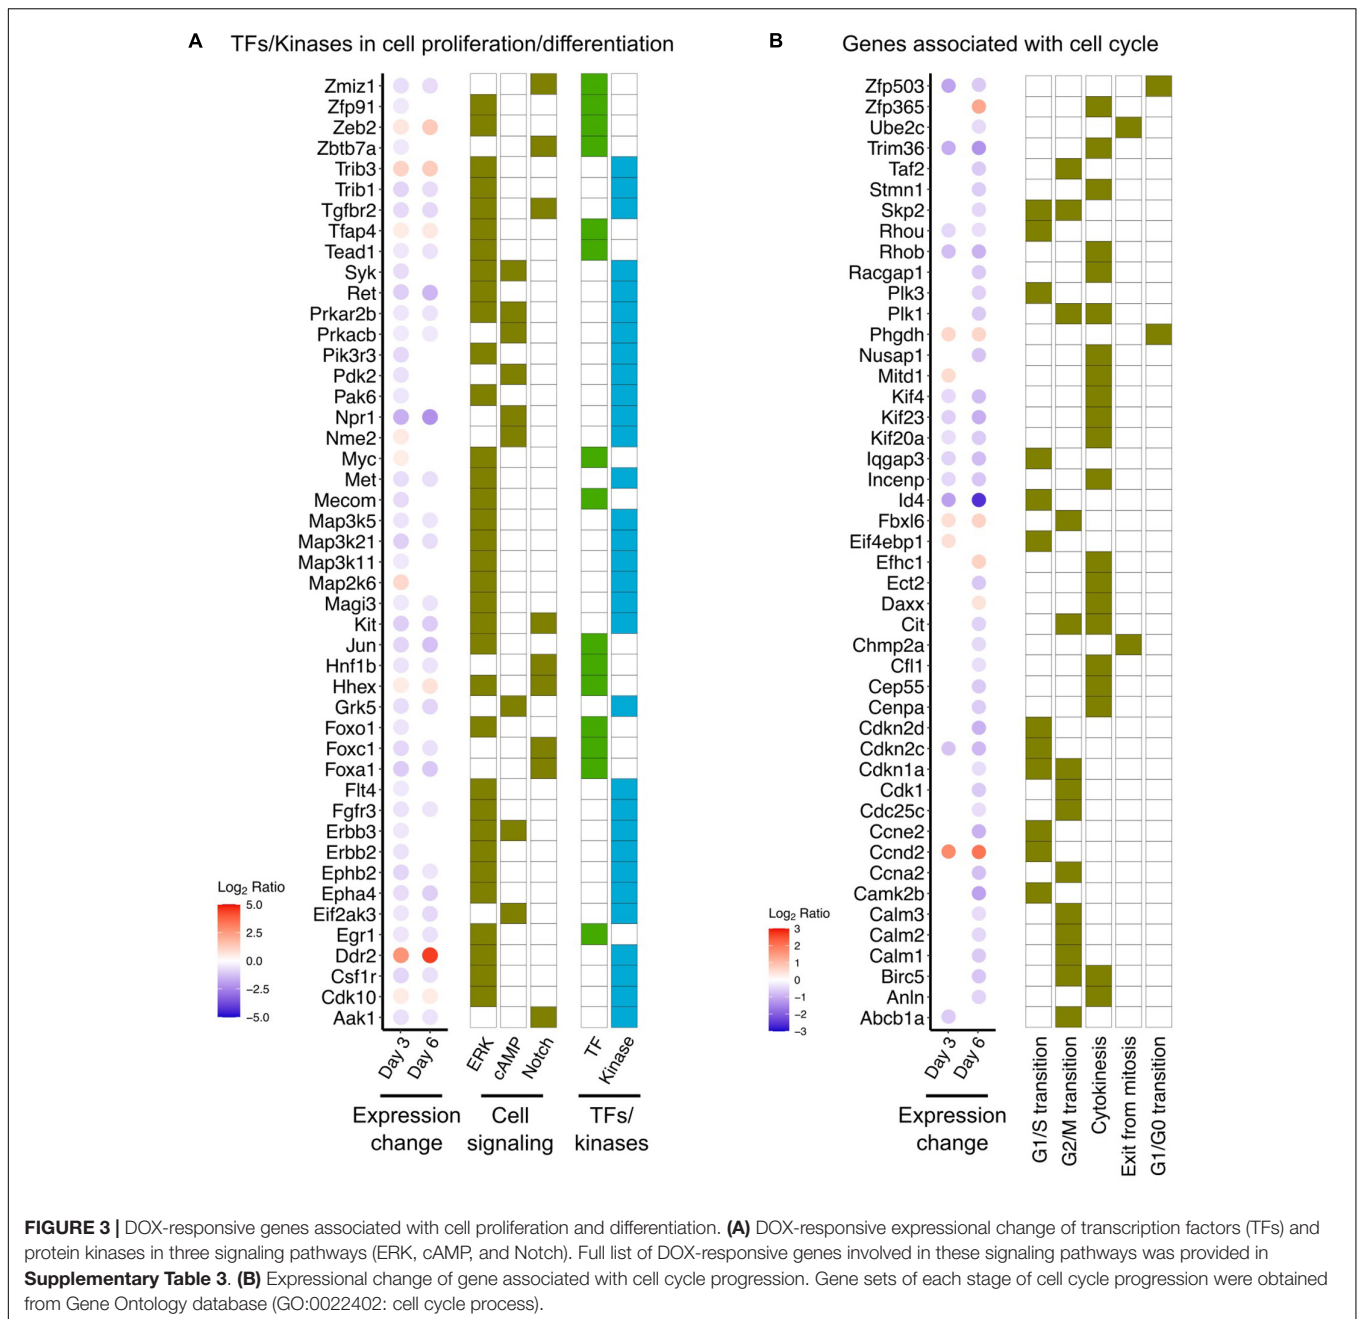 A TFs/Kinases in cell proliferation/differentiation
Zmiz1
Zfp91
Zeb2
Zbtb7a
Trib3
Trib1
Tgfbr2
Tfap4
Tead1
Syk
Ret
Prkar2b
Prkacb
Pik3r3
Pdk2
Pak6
Npr1
Nme2
Myc
Met
Mecom
Map3k5
Map3k21
Map3k11
Map2k6
Magi3
Kit
Jun
Hnf1b
Hhex
Grk5
Foxo1
Foxc1
Foxa1
Flt4
Fgfr3
Erbb3
Erbb2
Ephb2
Epha4
Eif2ak3
Egr1
Ddr2
Csf1r
Cdk10
Aak1
Log2 Ratio
5.0
2.5
0.0
−2.5
−5.0
Day 3
Day 6
ERK
cAMP
Notch
TF
Kinase
Expression
change
Cell
signaling
TFs/
kinases
B Genes associated with cell cycle
Zfp503
Zfp365
Ube2c
Trim36
Taf2
Stmn1
Skp2
Rhou
Rhob
Racgap1
Plk3
Plk1
Phgdh
Nusap1
Mitd1
Kif4
Kif23
Kif20a
Iqgap3
Incenp
Id4
Fbxl6
Eif4ebp1
Efhc1
Ect2
Daxx
Cit
Chmp2a
Cfl1
Cep55
Cenpa
Cdkn2d
Cdkn2c
Cdkn1a
Cdk1
Cdc25c
Ccne2
Ccnd2
Ccna2
Camk2b
Calm3
Calm2
Calm1
Birc5
Anln
Abcb1a
Log2 Ratio
3
2
1
0
−1
−2
−3
Day 3
Day 6
G1/S transition
G2/M transition
Cytokinesis
Exit from mitosis
G1/G0 transition
Expression
change
FIGURE 3 | DOX-responsive genes associated with cell proliferation and differentiation. (A) DOX-responsive expressional change of transcription factors (TFs) and
protein kinases in three signaling pathways (ERK, cAMP, and Notch). Full list of DOX-responsive genes involved in these signaling pathways was provided in
Supplementary Table 3. (B) Expressional change of gene associated with cell cycle progression. Gene sets of each stage of cell cycle progression were obtained
from Gene Ontology database (GO:0022402: cell cycle process).